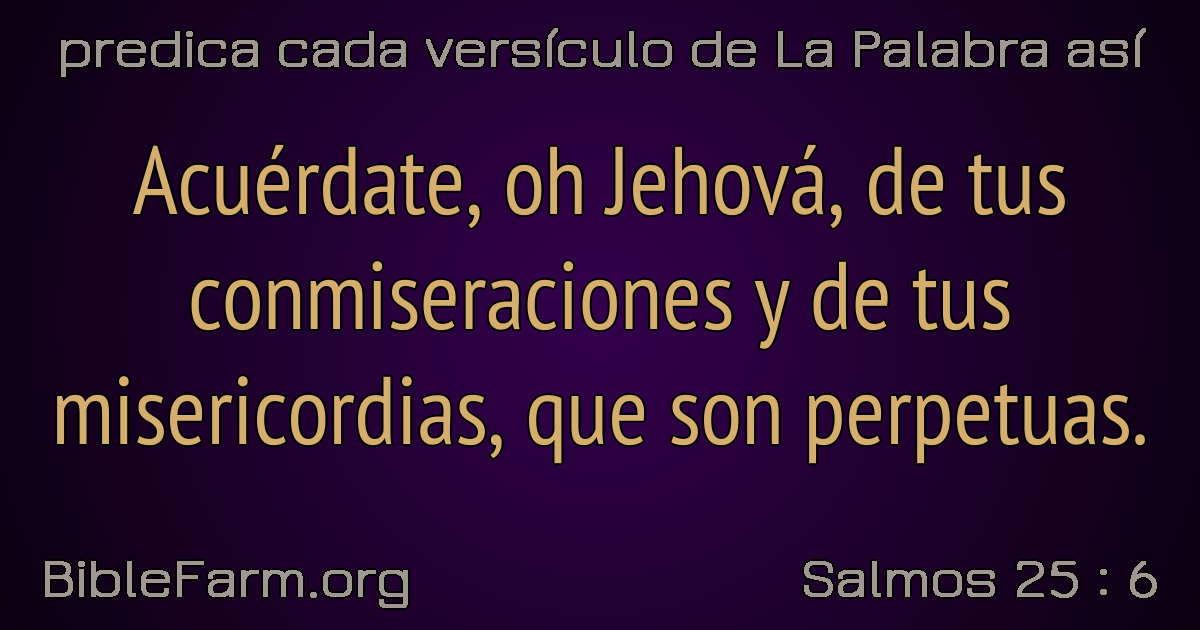 predica cada versículo de La Palabra así
Acuérdate, oh Jehová, de tus
conmiseraciones y de tus
misericordias, que son perpetuas.
BibleFarm.org
Salmos 25 : 6